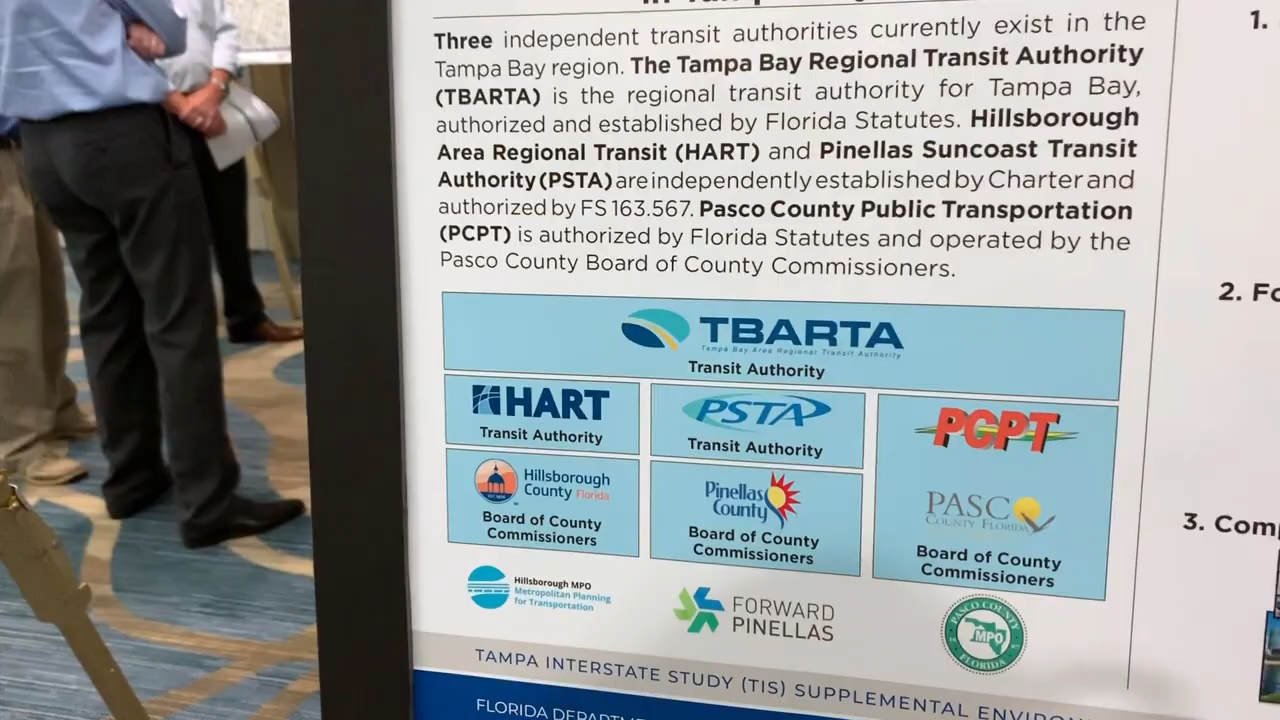 Three independent transit authorities currently exist in the
Tampa Bay region. The Tampa Bay Regional Transit Authority
(TBARTA) is the regional transit authority for Tampa Bay,
authorized and established by Florida Statutes. Hillsborough
Area Regional Transit (HART) and Pinellas Suncoast Transit
Authority (PSTA) are independently established by Charter and
authorized by FS 163.567. Pasco County Public Transportation
(PCPT) is authorized by Florida Statutes and operated by the
Pasco County Board of County Commissioners.
TBARTA
Tampa Bay Area Regional Transit Authority
Transit Authority
HART
Transit Authority
PSTA
Transit Authority
PCPT
Hillsborough
County Florida
Board of County
Commissioners
Pinellas
County
Board of County
Commissioners
PASCO
COUNTY FLORIDA
Board of County
Commissioners
Hillsborough MPO
Metropolitan Planning
for Transportation
FORWARD
PINELLAS
PASCO COUNTY
MPO
FLORIDA
TAMPA INTERSTATE STUDY (TIS) SUPPLEMENTAL
FLORIDA
1.
2.
3.